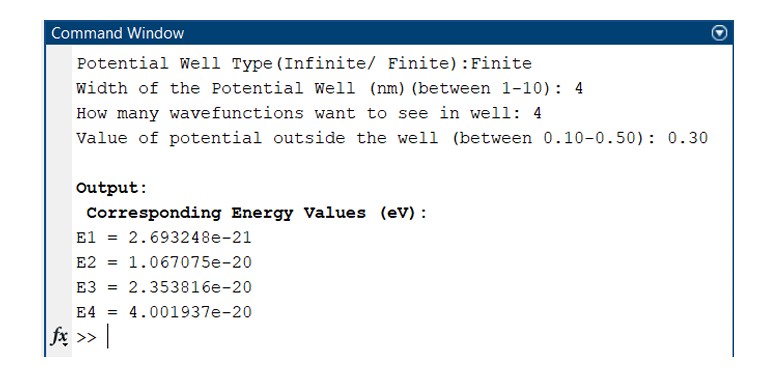 Command Window
Potential Well Type(Infinite/ Finite):Finite
Width of the Potential Well (nm)(between 1-10): 4
How many wavefunctions want to see in well: 4
Value of potential outside the well (between 0.10-0.50): 0.30
Output:
Corresponding Energy Values (eV):
E1 = 2.693248e-21
E2 = 1.067075e-20
E3 = 2.353816e-20
E4 = 4.001937e-20
fx >>